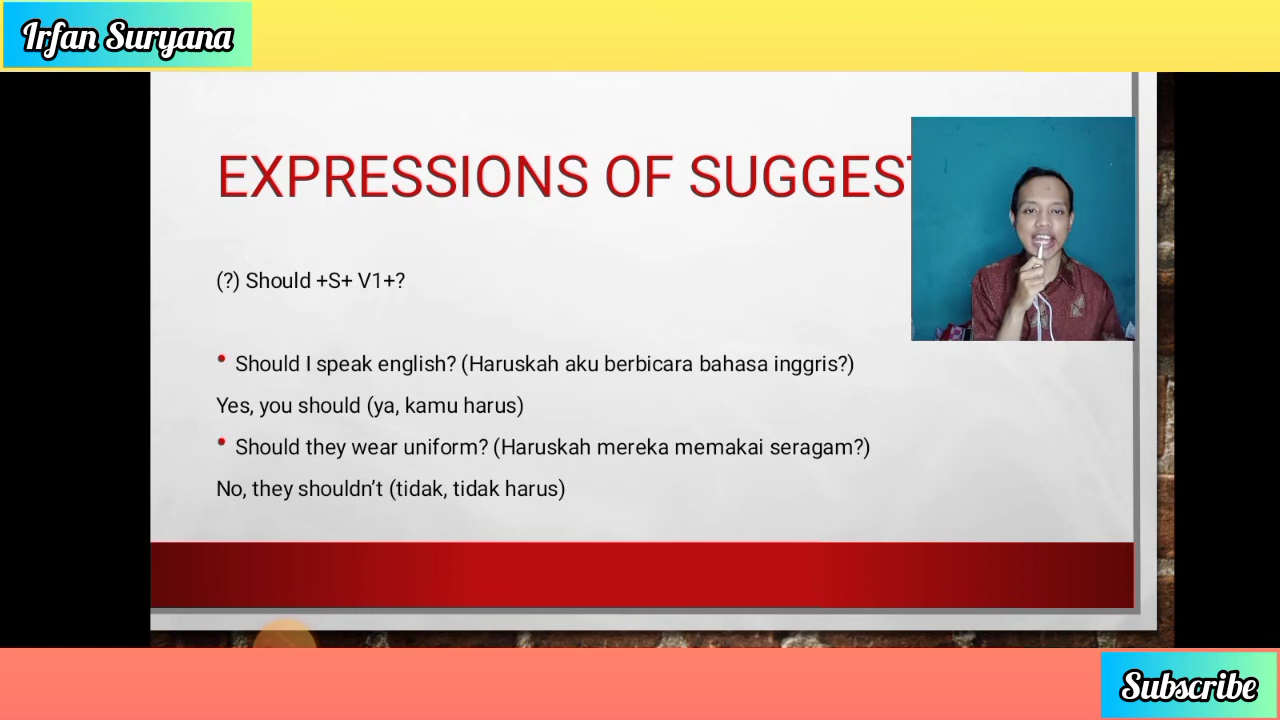 Irfan Suryana
EXPRESSIONS OF
(?) Should +S+ V1+?
• Should I speak english? (Haruskah aku berbicara bahasa inggris?)
Yes, you should (ya, kamu harus)
• Should they wear uniform? (Haruskah mereka memakai seragam?)
No, they shouldn’t (tidak, tidak harus)
Subscribe